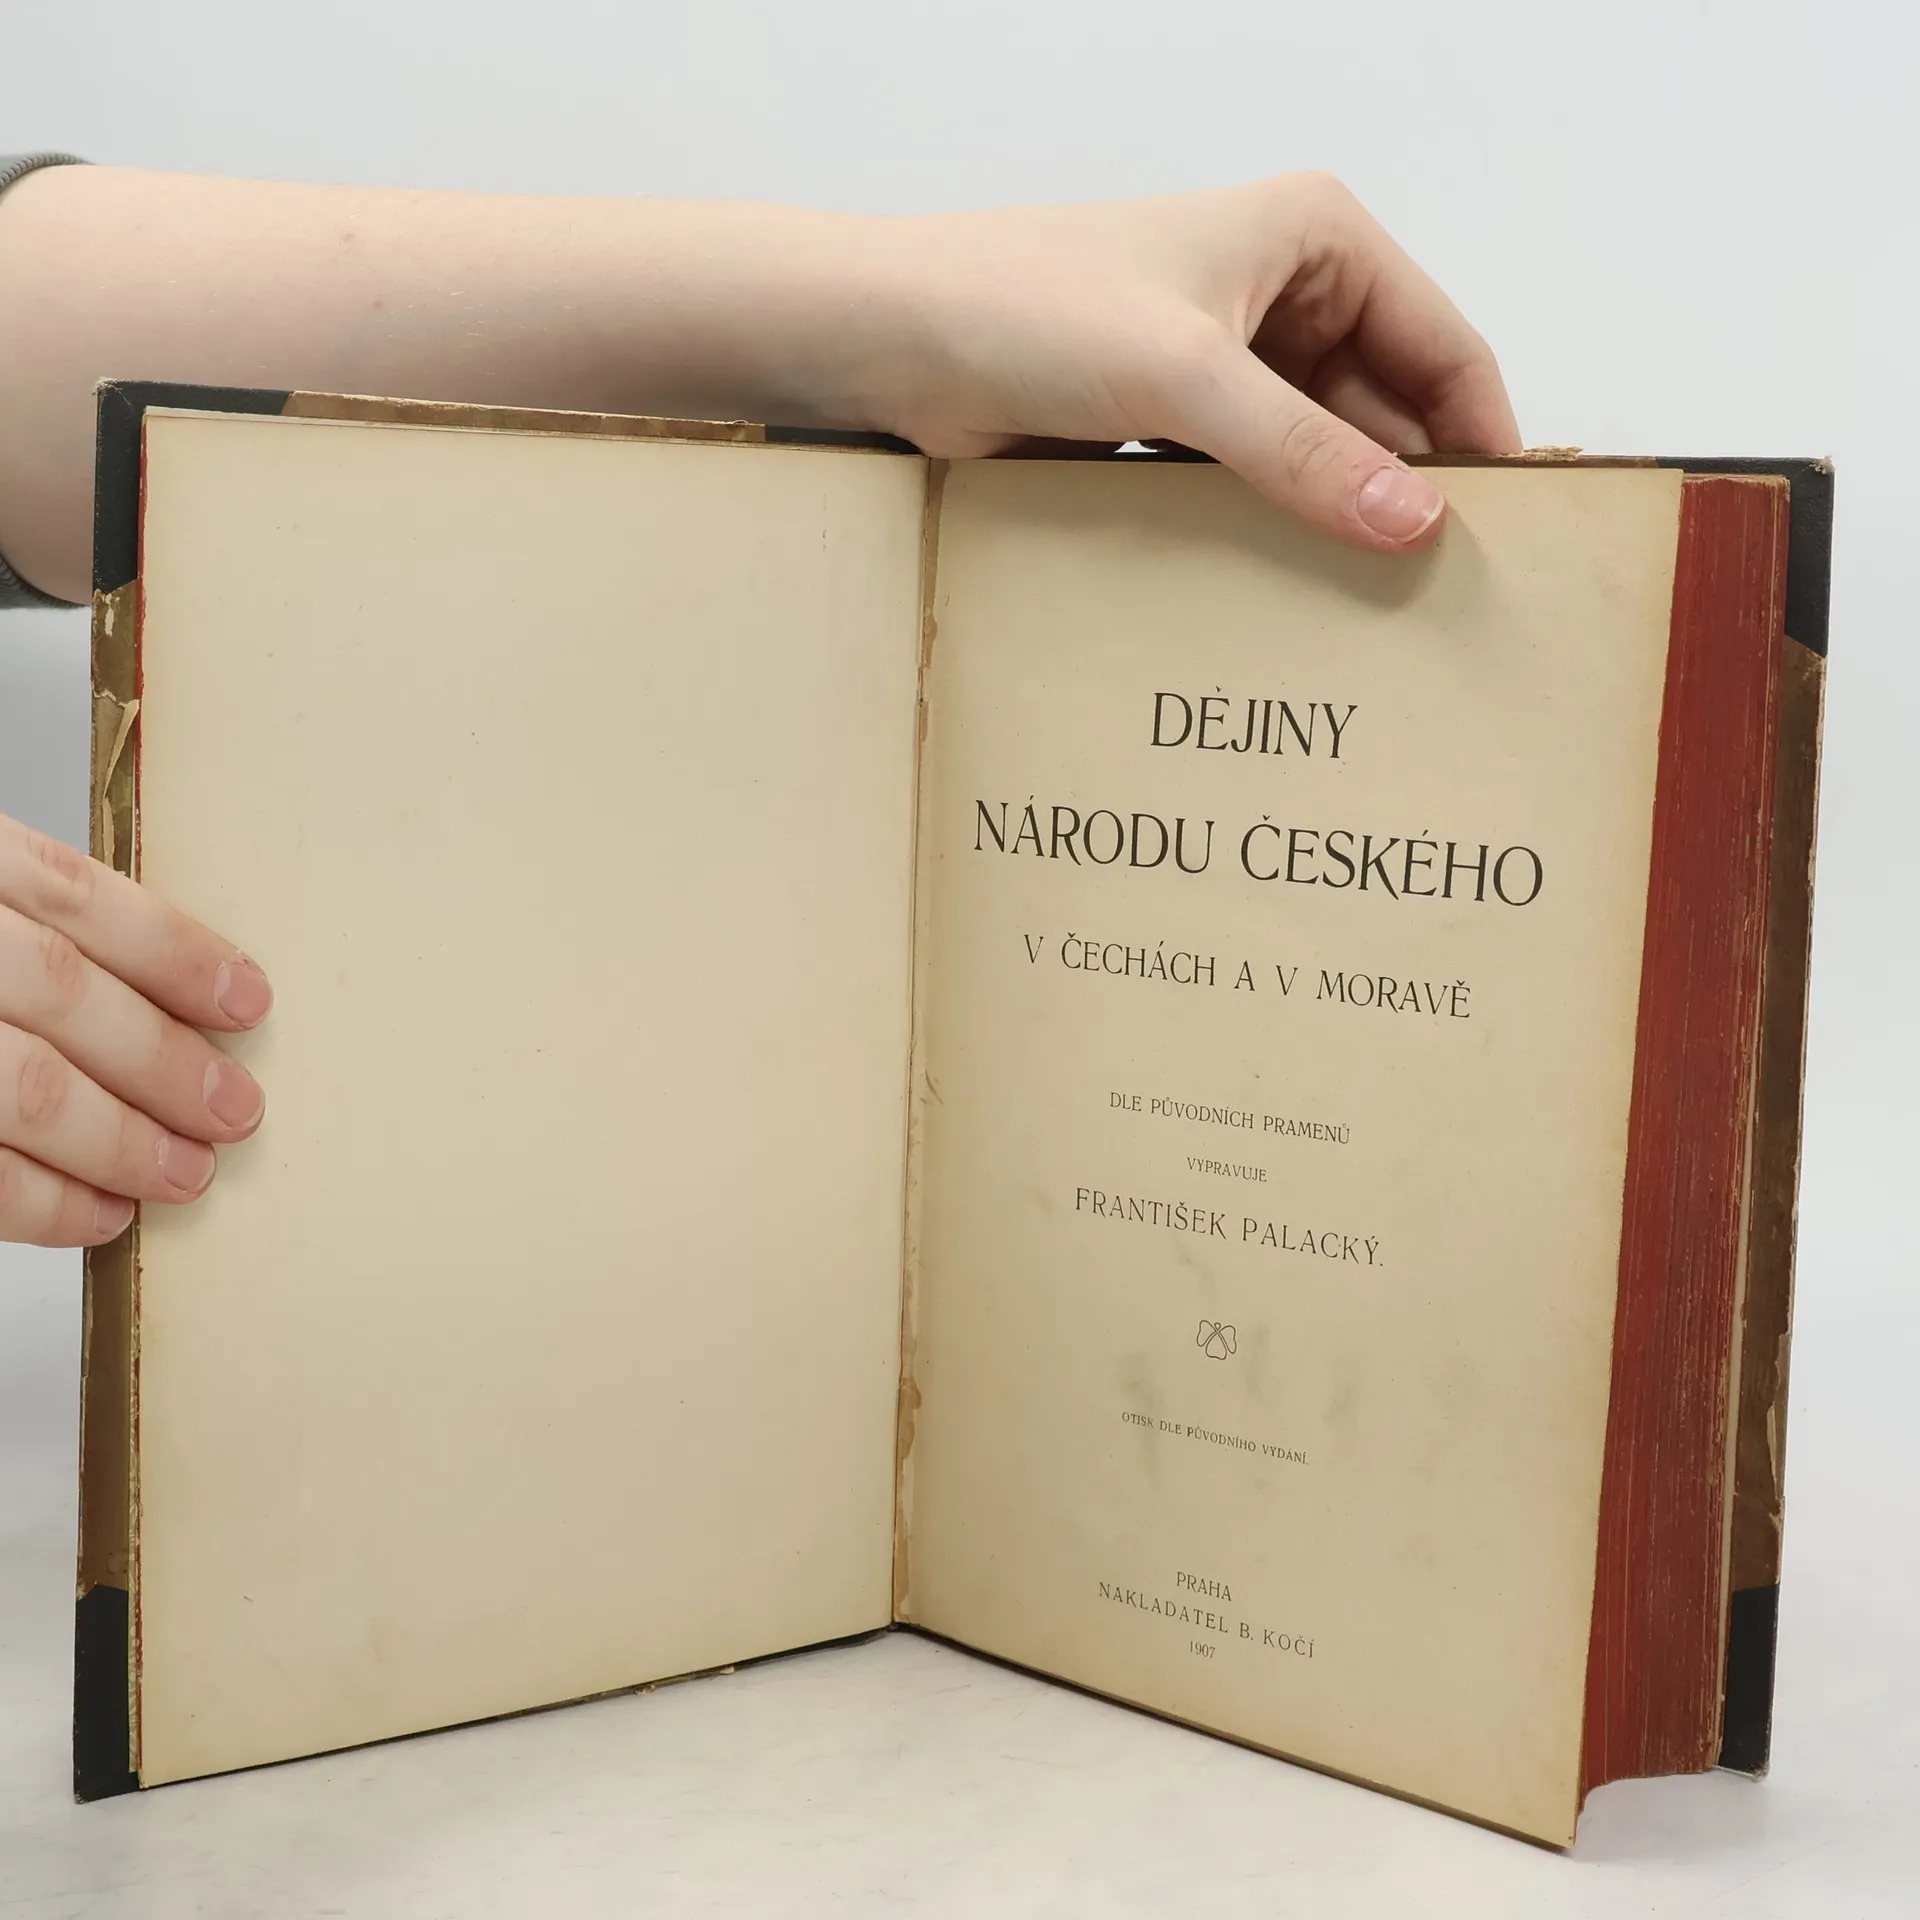 DĚJINY
NÁRODU ČESKÉHO
V ČECHÁCH A V MORAVĚ
DLE PŮVODNÍCH PRAMENŮ
VYPRAVUJE
FRANTIŠEK PALACKÝ.
OTISK DLE PŮVODNÍHO VYDÁNÍ.
PRAHA
NAKLADATEL B. KOČÍ
1907